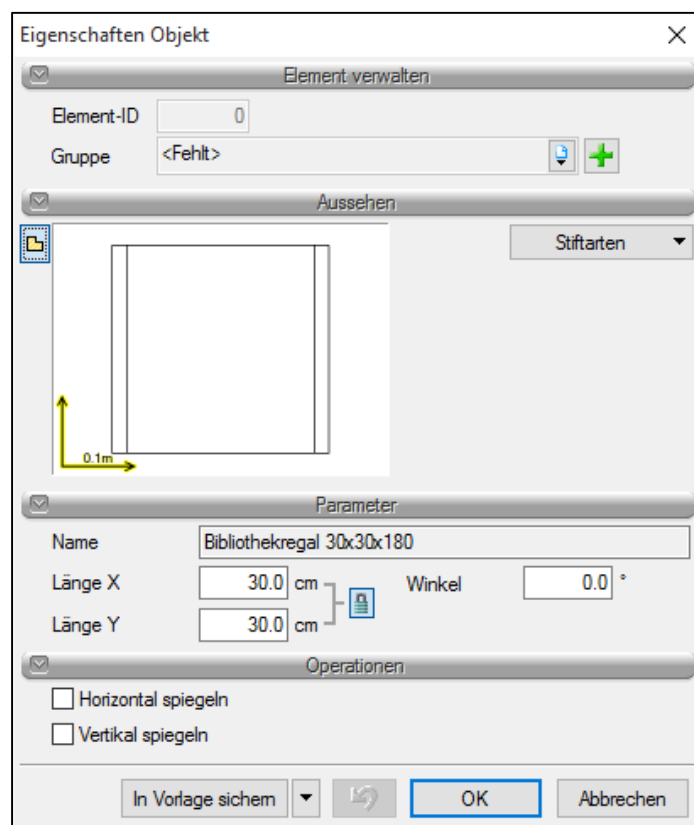 Eigenschaften Objekt
Element verwalten
Element-ID 0
Gruppe <Fehlt>
Aussehen
Stiftarten
0.1m
Parameter
Name Bibliothekregal 30x30x180
Länge X 30.0 cm Winkel 0.0 °
Länge Y 30.0 cm
Operationen
Horizontal spiegeln
Vertikal spiegeln
In Vorlage sichern OK Abbrechen